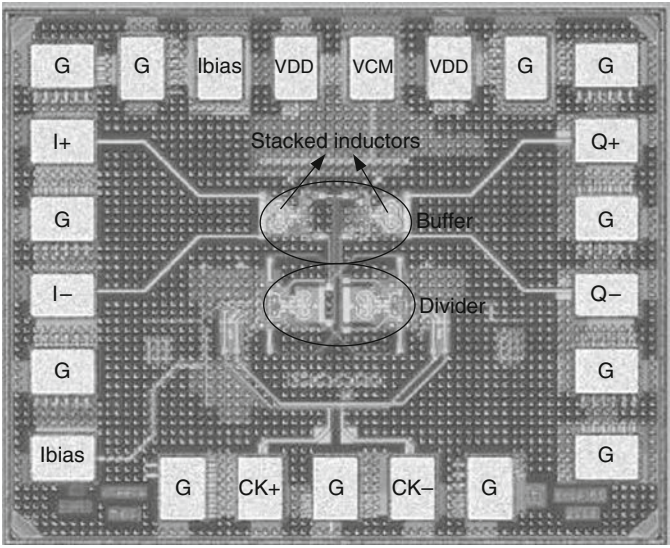 G G Ibias VDD VCM VDD G G
I+ Q+
Stacked inductors
G G
Buffer
I– Q–
Divider
G G
Ibias G
G CK+ G CK– G